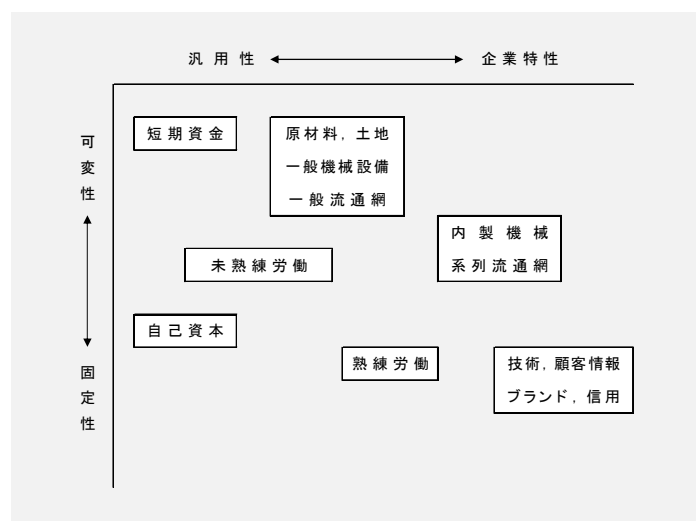 汎用性 企業特性
可変性
固定性
短期資金
原材料，土地
一般機械設備
一般流通網
内製機械
系列流通網
未熟練労働
自己資本
熟練労働
技術，顧客情報
ブランド，信用